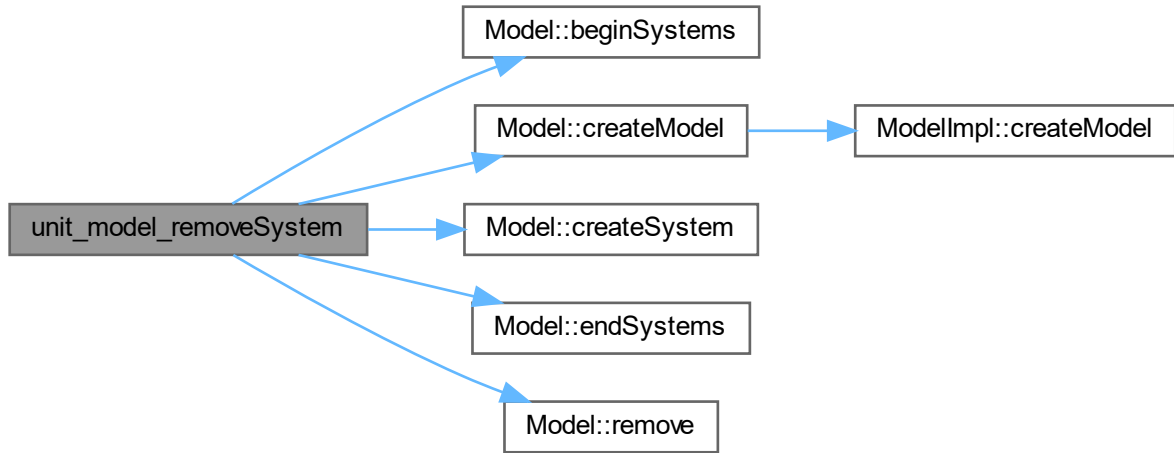 Model::beginSystems
Model::createModel
ModelImpl::createModel
unit_model_removeSystem
Model::createSystem
Model::endSystems
Model::remove